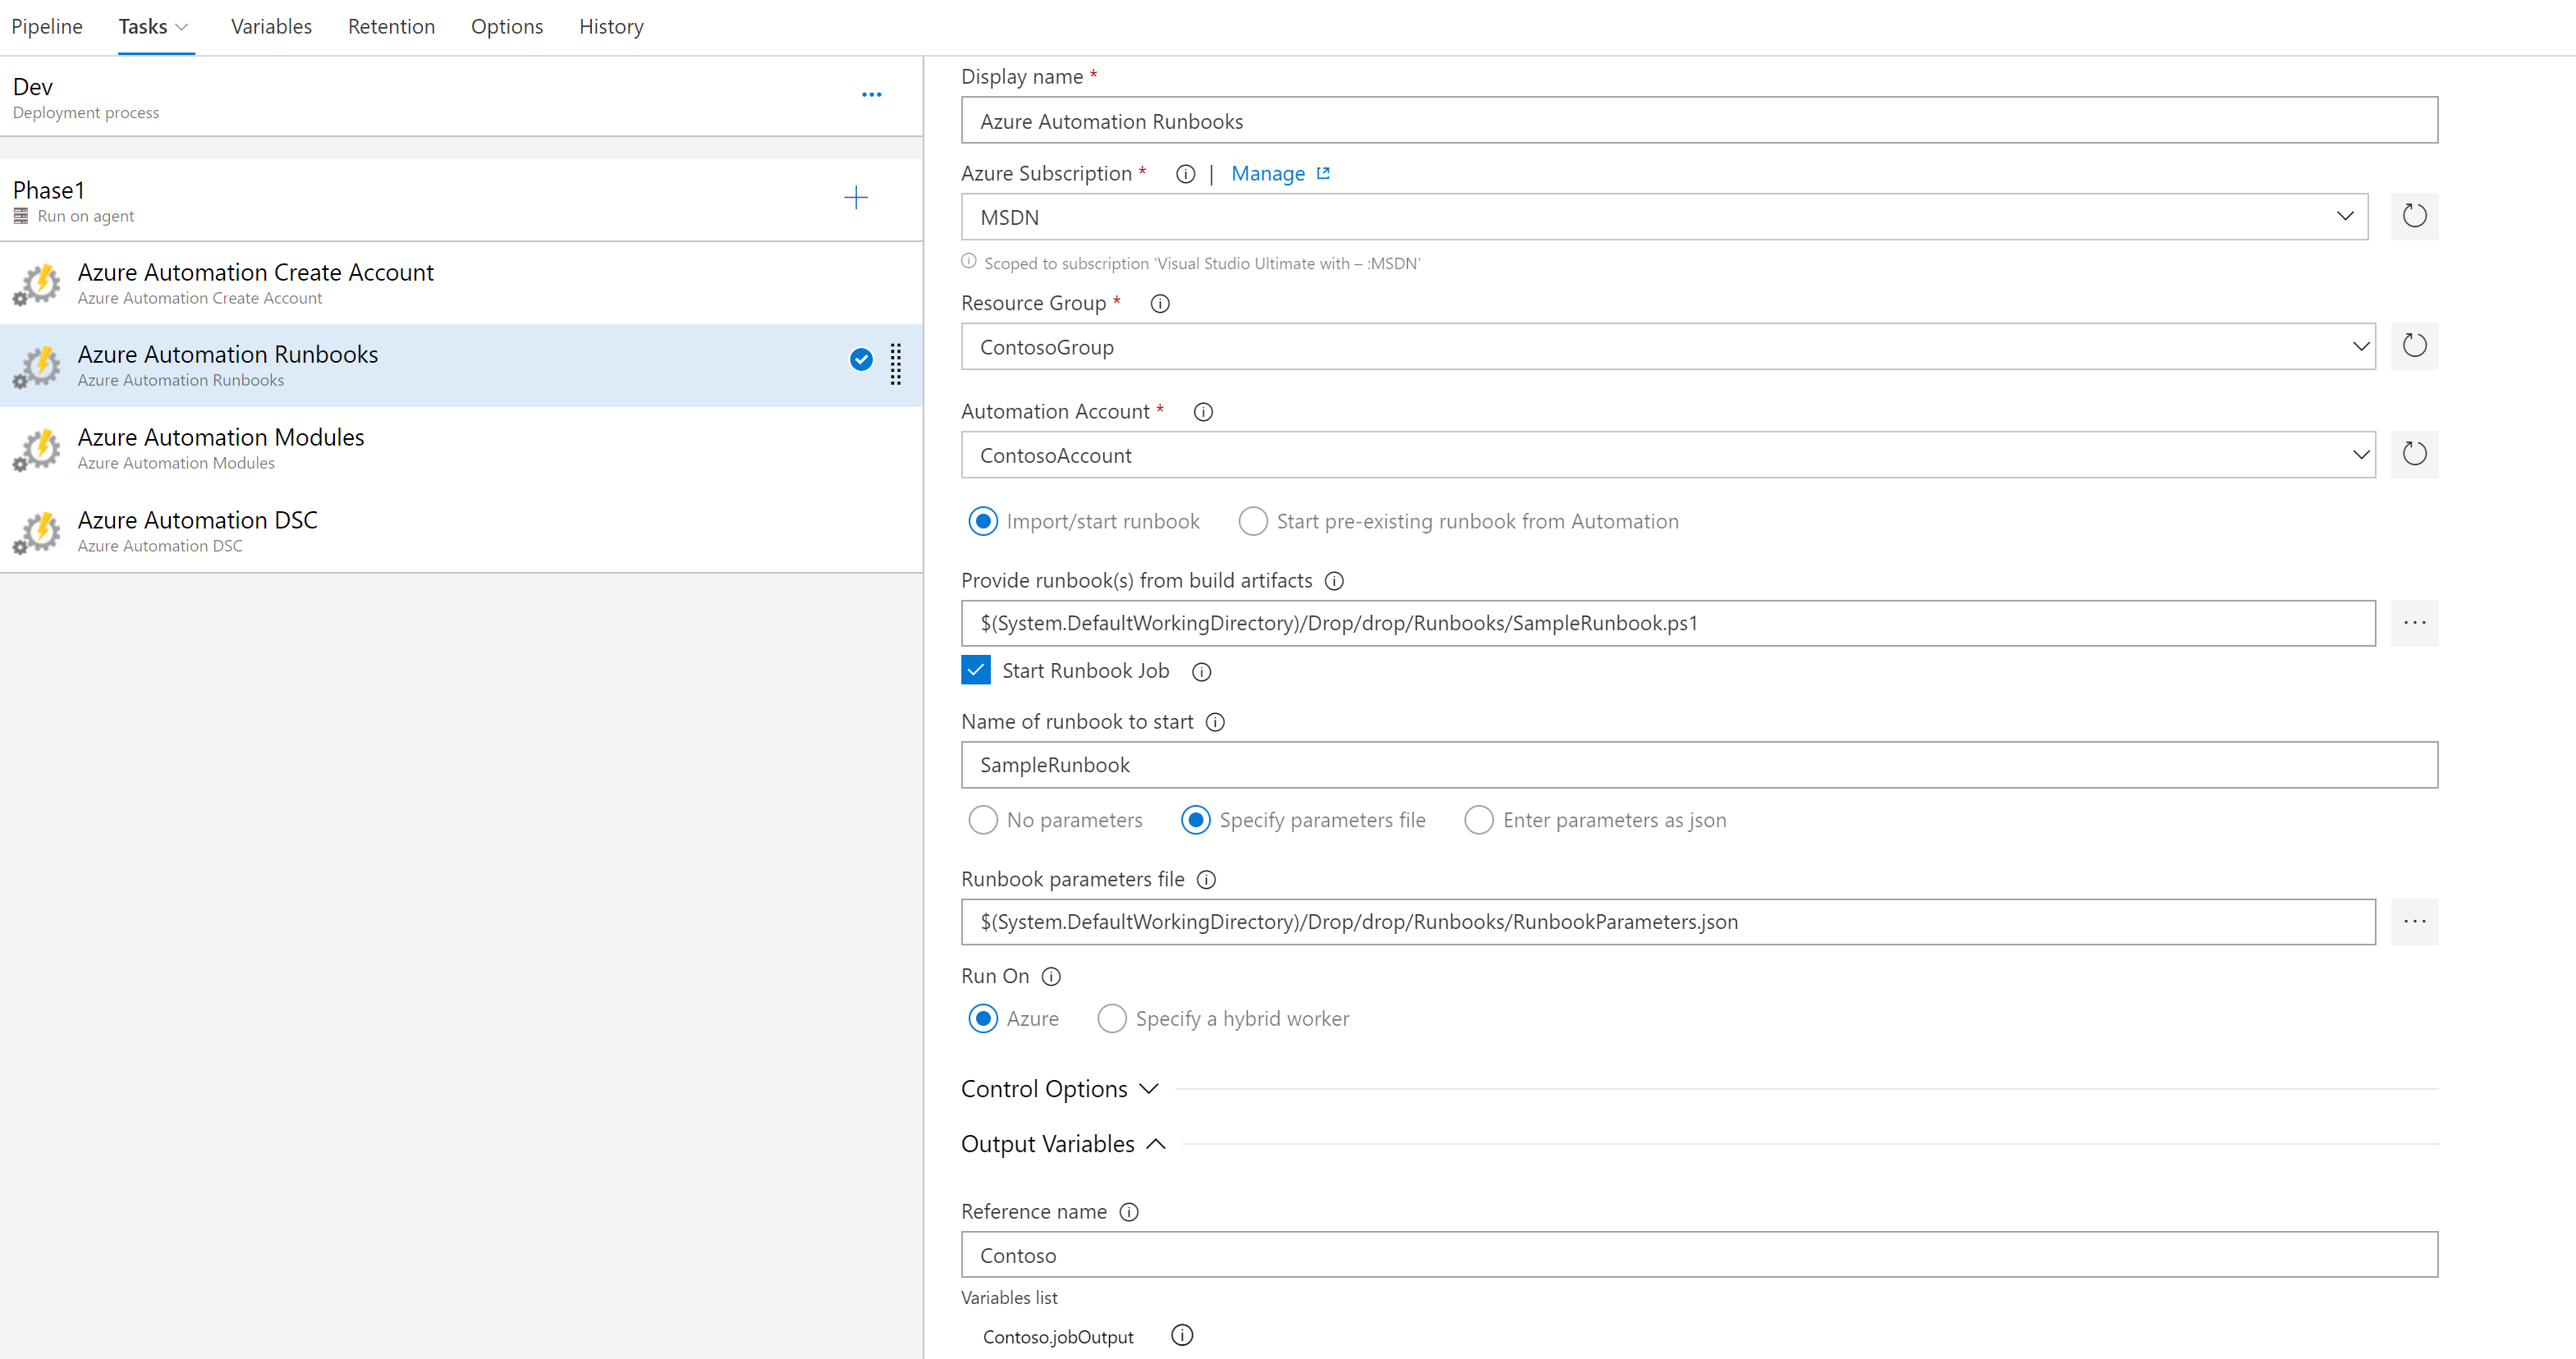 Pipeline Tasks Variables Retention Options History
Dev
Deployment process
Phase1
Run on agent
Azure Automation Create Account
Azure Automation Create Account
Azure Automation Runbooks
Azure Automation Runbooks
Azure Automation Modules
Azure Automation Modules
Azure Automation DSC
Azure Automation DSC
Display name *
Azure Automation Runbooks
Azure Subscription * | Manage
MSDN
Scoped to subscription 'Visual Studio Ultimate with – :MSDN'
Resource Group *
ContosoGroup
Automation Account *
ContosoAccount
Import/start runbook Start pre-existing runbook from Automation
Provide runbook(s) from build artifacts
$(System.DefaultWorkingDirectory)/Drop/drop/Runbooks/SampleRunbook.ps1
Start Runbook Job
Name of runbook to start
SampleRunbook
No parameters Specify parameters file Enter parameters as json
Runbook parameters file
$(System.DefaultWorkingDirectory)/Drop/drop/Runbooks/RunbookParameters.json
Run On
Azure Specify a hybrid worker
Control Options
Output Variables
Reference name
Contoso
Variables list
Contoso.jobOutput